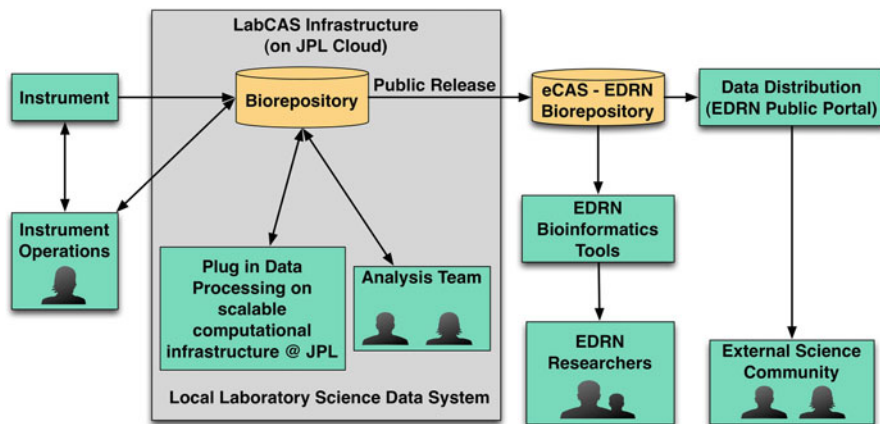 LabCAS Infrastructure
(on JPL Cloud)
Instrument
Biorepository
Public Release
eCAS - EDRN
Biorepository
Data Distribution
(EDRN Public Portal)
Instrument
Operations
Plug in Data
Processing on
scalable
computational
infrastructure @ JPL
Analysis Team
EDRN
Bioinformatics
Tools
EDRN
Researchers
External Science
Community
Local Laboratory Science Data System